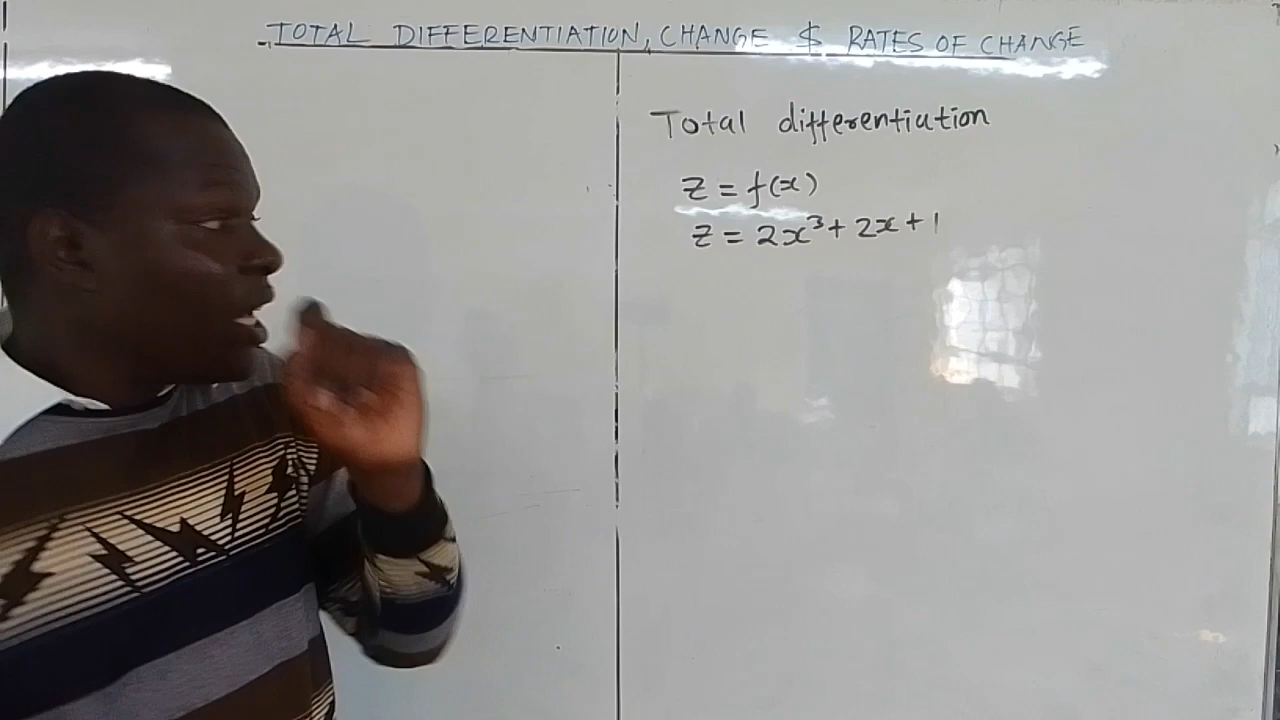 TOTAL DIFFERENTIATION, CHANGE $ RATES OF CHANGE
Total differentiation
z = f(x)
z = 2x³ + 2x + 1